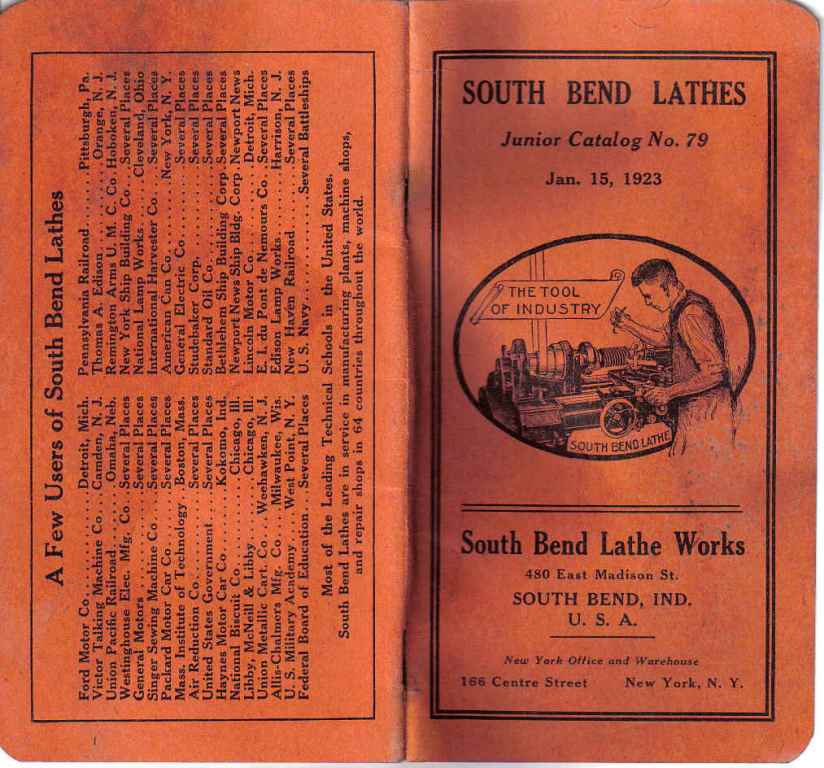 A Few Users of South Bend Lathes
Ford Motor Co. Detroit, Mich.
Victor Talking Machine Co. Camden, N. J.
Union Pacific Railroad Omaha, Neb.
Westinghouse Elec. Mfg. Co. Several Places
General Motors Several Places
Singer Sewing Machine Co. Several Places
Packard Motor Car Co. Several Places
Mass. Institute of Technology Boston, Mass.
Air Reduction Co. Several Places
United States Government Several Places
Haynes Motor Car Co. Kokomo, Ind.
National Biscuit Co. Chicago, Ill.
Libby, McNeill & Libby Chicago, Ill.
Union Metallic Cart. Co. Weehawken, N. J.
Allis-Chalmers Mfg. Co. Milwaukee, Wis.
U. S. Military Academy West Point, N. Y.
Federal Board of Education Several Places
Pennsylvania Railroad Pittsburgh, Pa.
Thomas A. Edison Orange, N. J.
Remington Arms U. M. C. Co. Hoboken, N. J.
New York Ship Building Co. Several Places
National Lamp Works Cleveland, Ohio
International Harvester Co. Several Places
American Can Co. New York, N. Y.
General Electric Co. Several Places
Studebaker Corp. Several Places
Standard Oil Co. Several Places
Bethlehem Ship Building Corp. Several Places
Newport News Ship Bldg. Corp. Newport News
Lincoln Motor Co. Detroit, Mich.
E. I. du Pont de Nemours Co. Several Places
Edison Lamp Works Harrison, N. J.
New Haven Railroad Several Places
U. S. Navy Several Battleships
Most of the Leading Technical Schools in the United States.
South Bend Lathes are in service in manufacturing plants, machine shops,
and repair shops in 64 countries throughout the world.
SOUTH BEND LATHES
Junior Catalog No. 79
Jan. 15, 1923
THE TOOL
OF INDUSTRY
SOUTH BEND LATHE
South Bend Lathe Works
480 East Madison St.
SOUTH BEND, IND.
U. S. A.
New York Office and Warehouse
166 Centre Street New York, N. Y.